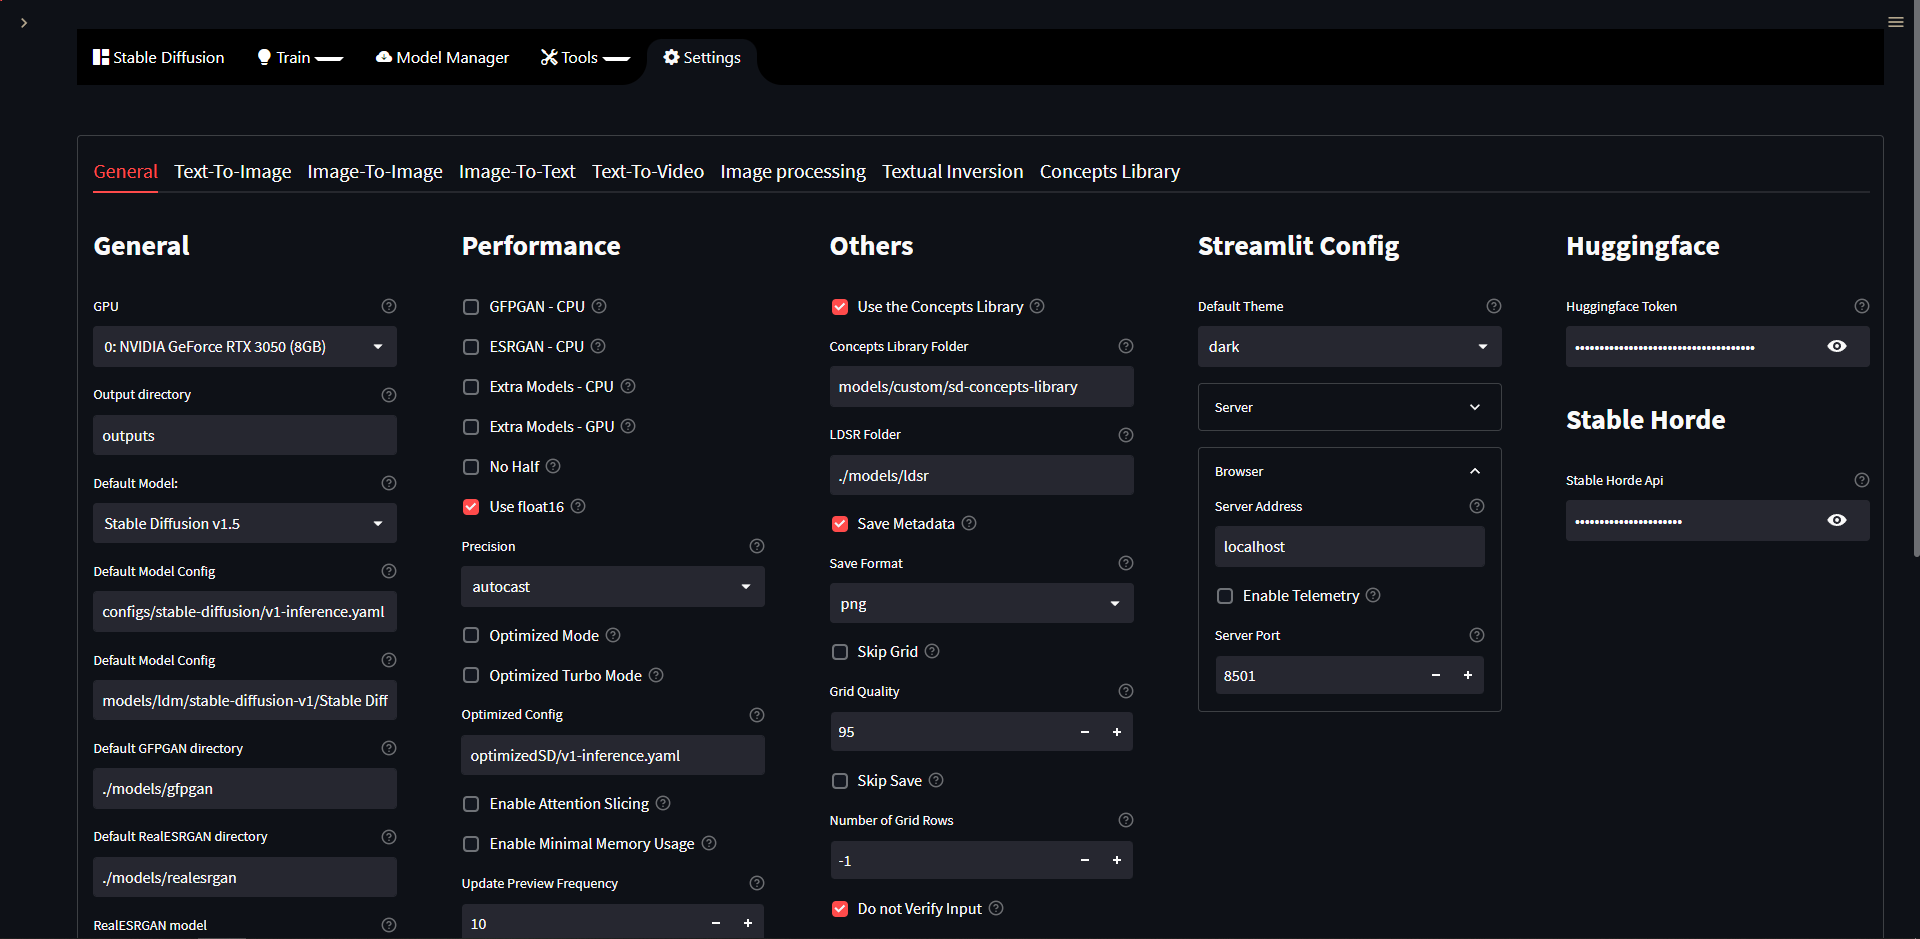 Stable Diffusion Train Model Manager Tools Settings
General Text-To-Image Image-To-Image Image-To-Text Text-To-Video Image processing Textual Inversion Concepts Library
General
GPU
0: NVIDIA GeForce RTX 3050 (8GB)
Output directory
outputs
Default Model:
Stable Diffusion v1.5
Default Model Config
configs/stable-diffusion/v1-inference.yaml
Default Model Config
models/ldm/stable-diffusion-v1/Stable Diff
Default GFPGAN directory
./models/gfpgan
Default RealESRGAN directory
./models/realesrgan
RealESRGAN model
Performance
GFPGAN - CPU
ESRGAN - CPU
Extra Models - CPU
Extra Models - GPU
No Half
Use float16
Precision
autocast
Optimized Mode
Optimized Turbo Mode
Optimized Config
optimizedSD/v1-inference.yaml
Enable Attention Slicing
Enable Minimal Memory Usage
Update Preview Frequency
10
Others
Use the Concepts Library
Concepts Library Folder
models/custom/sd-concepts-library
LDSR Folder
./models/ldsr
Save Metadata
Save Format
png
Skip Grid
Grid Quality
95
Skip Save
Number of Grid Rows
-1
Do not Verify Input
Streamlit Config
Default Theme
dark
Server
Browser
Server Address
localhost
Enable Telemetry
Server Port
8501
Huggingface
Huggingface Token
Stable Horde
Stable Horde Api